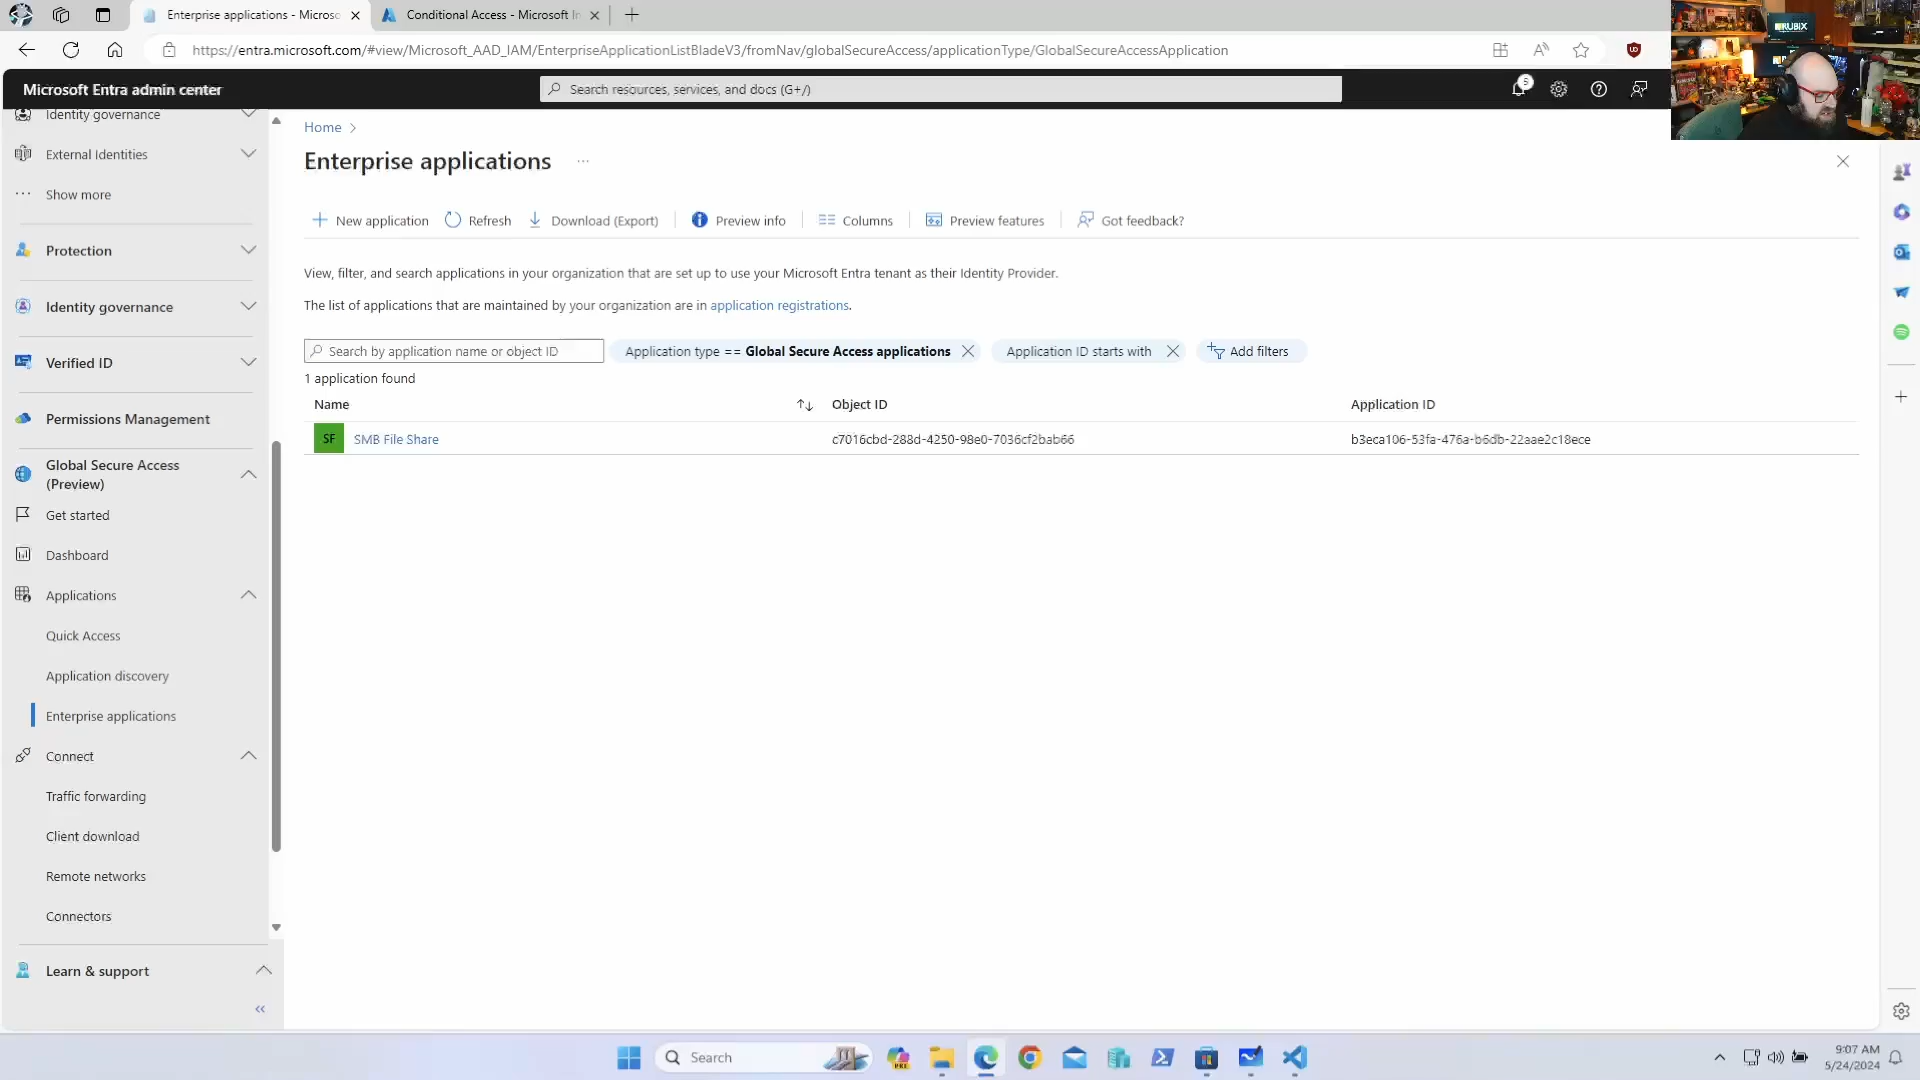 Enterprise applications - Microso
Conditional Access - Microsoft In
https://entra.microsoft.com/#view/Microsoft_AAD_IAM/EnterpriseApplicationListBladeV3/fromNav/globalSecureAccess/applicationType/GlobalSecureAccessApplication
RUBIX
Microsoft Entra admin center
Search resources, services, and docs (G+/)
5
Identity governance
External Identities
Show more
Protection
Identity governance
Verified ID
Permissions Management
Global Secure Access
(Preview)
Get started
Dashboard
Applications
Quick Access
Application discovery
Enterprise applications
Connect
Traffic forwarding
Client download
Remote networks
Connectors
Learn & support
Home
Enterprise applications
New application
Refresh
Download (Export)
Preview info
Columns
Preview features
Got feedback?
View, filter, and search applications in your organization that are set up to use your Microsoft Entra tenant as their Identity Provider.
The list of applications that are maintained by your organization are in application registrations.
Search by application name or object ID
Application type == Global Secure Access applications
Application ID starts with
Add filters
1 application found
Name
Object ID
Application ID
SF
SMB File Share
c7016cbd-288d-4250-98e0-7036cf2bab66
b3eca106-53fa-476a-b6db-22aae2c18ece
Search
PRE
9:07 AM
5/24/2024